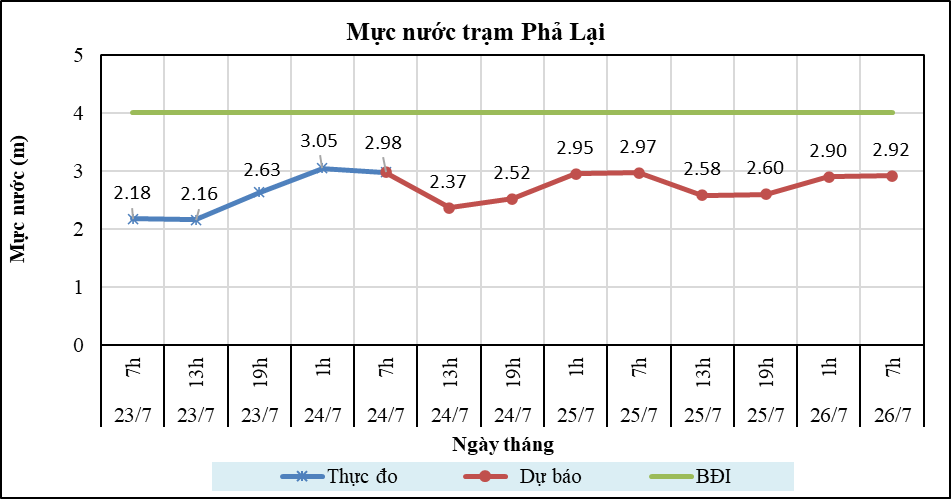 Mực nước trạm Phả Lại
Mực nước (m)
5
4
3
2
1
0
2.18 2.16 2.63 3.05 2.98 2.37 2.52 2.95 2.97 2.58 2.60 2.90 2.92
7h 13h 19h 1h 7h 13h 19h 1h 7h 13h 19h 1h 7h
23/7 23/7 23/7 24/7 24/7 24/7 24/7 25/7 25/7 25/7 25/7 26/7 26/7
Ngày tháng
Thực đo Dự báo BĐI